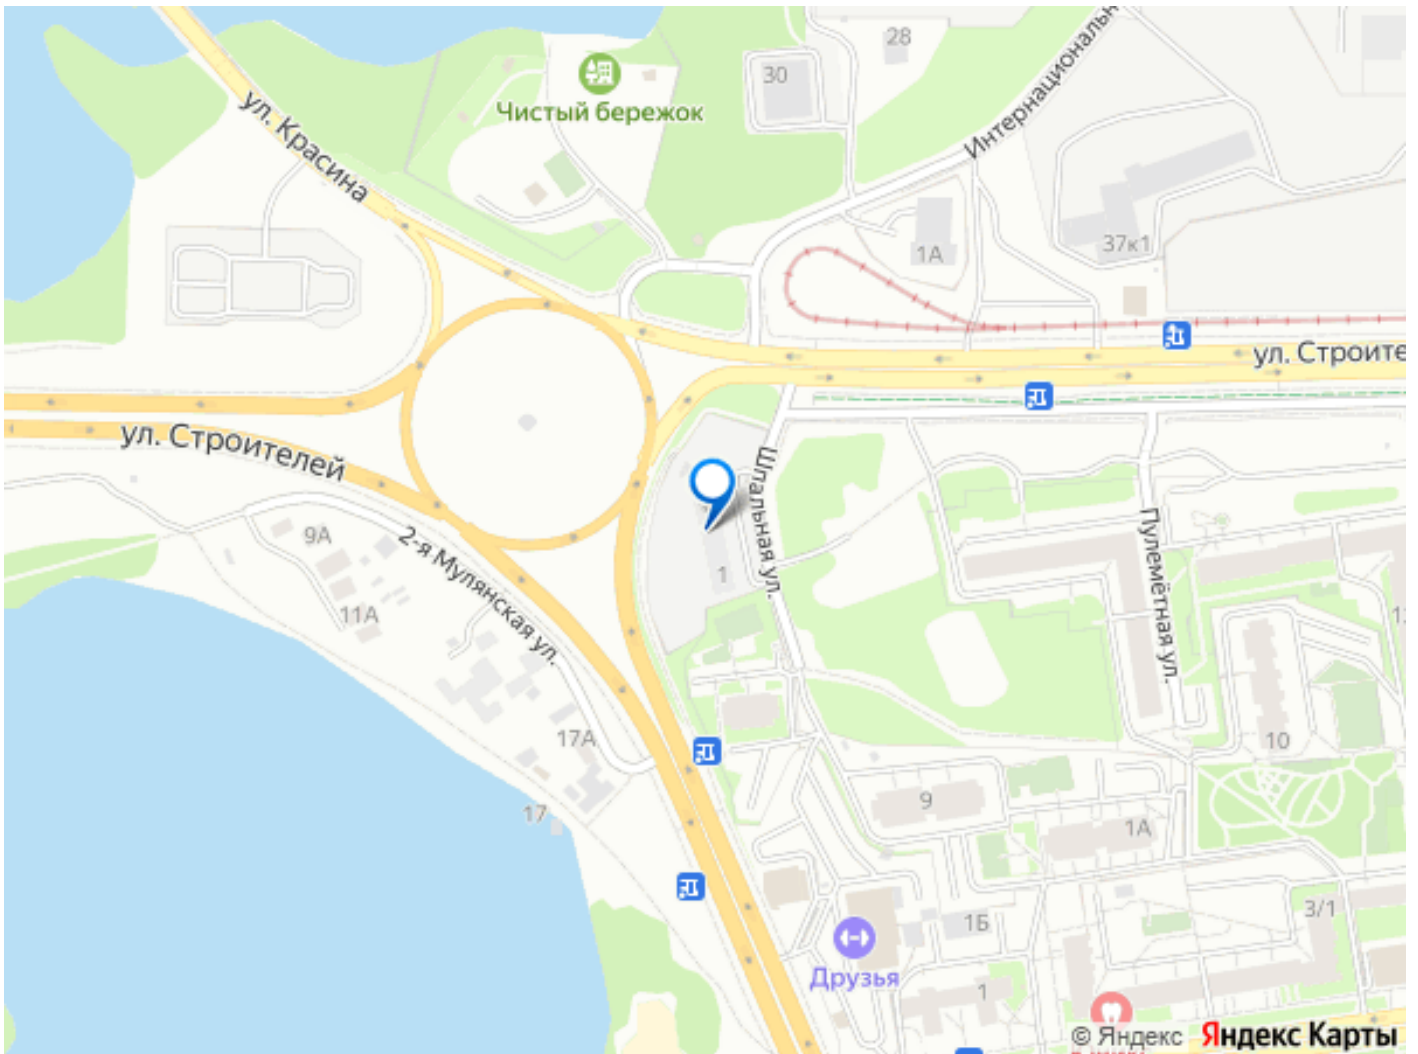 28
30
Чистый бережок
ул. Красина
Интернациональн
37к1
1А
ул. Строите
ул. Строителей
Шпальная ул.
9А
2-я Мулянская ул.
Пулемётная ул.
1
11А
17А
10
17
9
1А
3/1
1Б
Друзья
1
© Яндекс Яндекс Карты